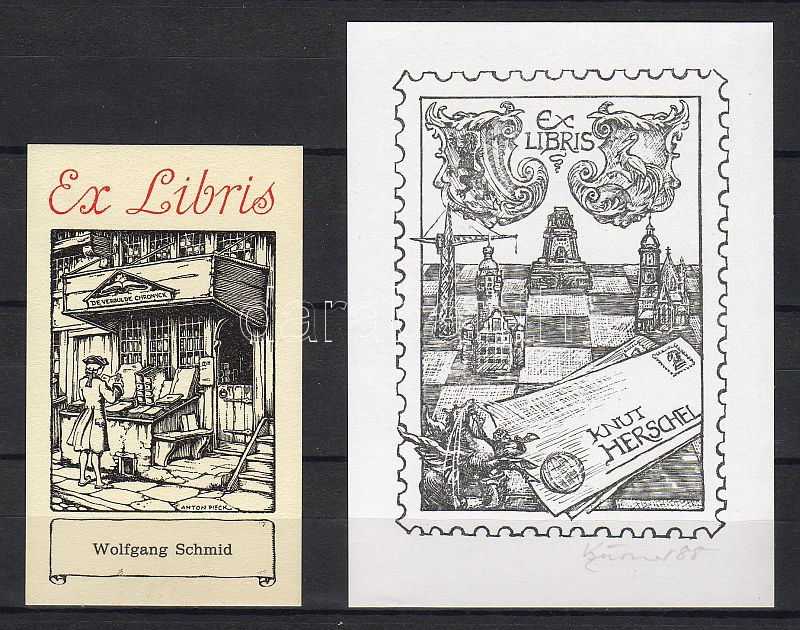 Ex Libris
DE VERGULDE CHRONYCK
ANTON PIECK
Wolfgang Schmid
EX
LIBRIS
KNUT
HERSCHEL